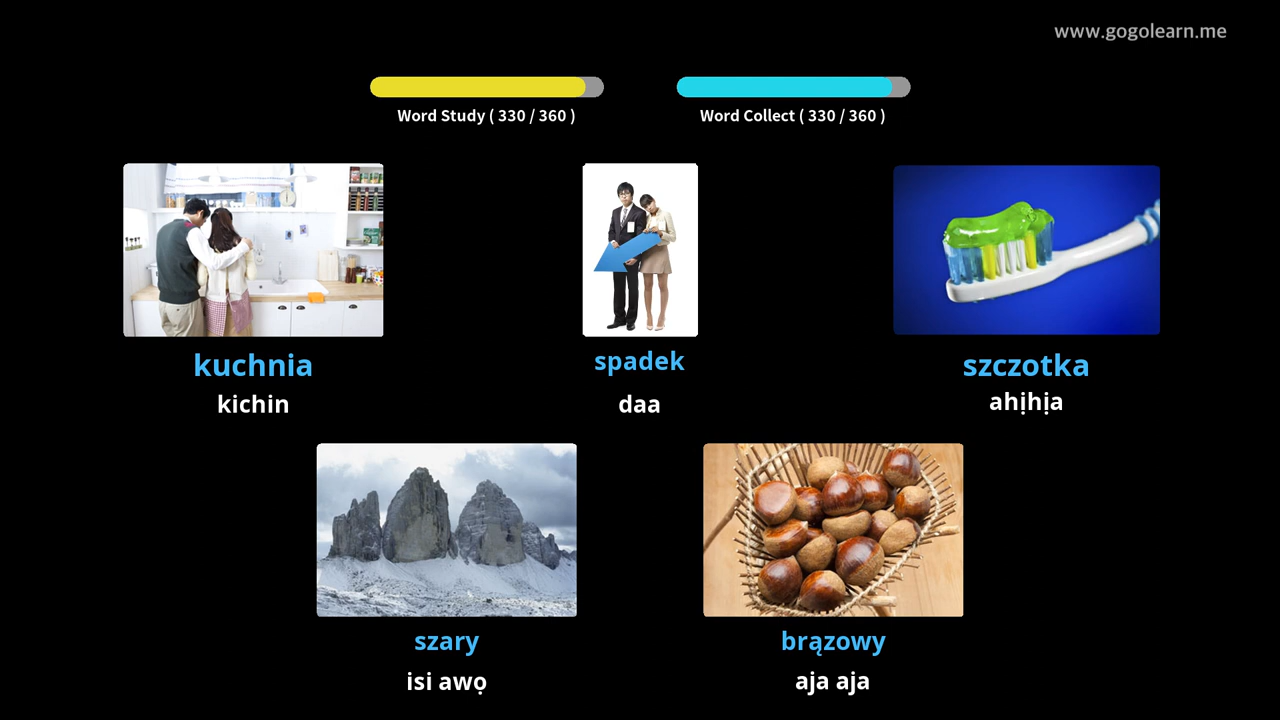 www.gogolearn.me
Word Study ( 330 / 360 )
Word Collect ( 330 / 360 )
kuchnia
kichin
spadek
daa
szczotka
ahịhịa
szary
isi awọ
brązowy
aja aja